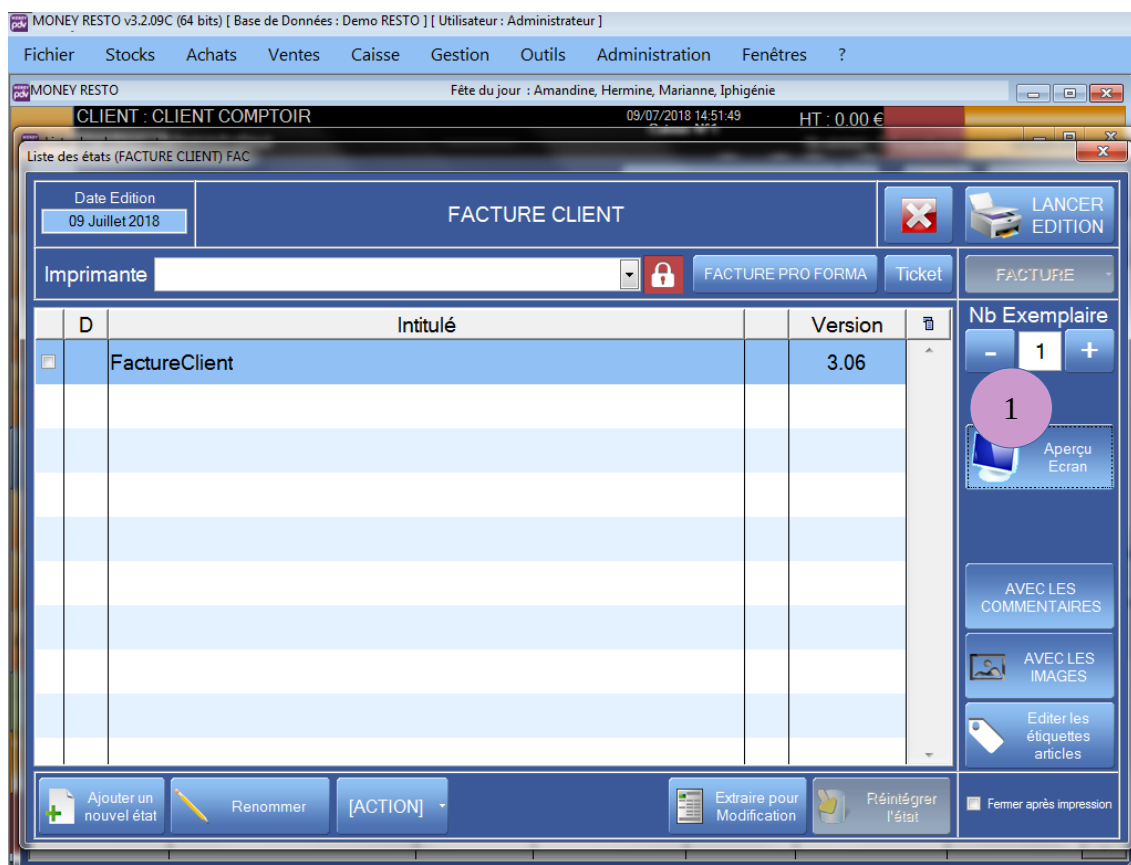 MONEY RESTO v3.2.09C (64 bits) [ Base de Données : Demo RESTO ] [ Utilisateur : Administrateur ]
Fichier Stocks Achats Ventes Caisse Gestion Outils Administration Fenêtres ?
MONEY RESTO Fête du jour : Amandine, Hermine, Marianne, Iphigénie
CLIENT : CLIENT COMPTOIR 09/07/2018 14:51:49 HT : 0.00 €
Liste des états (FACTURE CLIENT) FAC
Date Edition
09 Juillet 2018
FACTURE CLIENT
LANCER
EDITION
Imprimante
FACTURE PRO FORMA
Ticket
FACTURE
D Intitulé Version
FactureClient 3.06
Nb Exemplaire
- 1 +
1
Aperçu
Ecran
AVEC LES
COMMENTAIRES
AVEC LES
IMAGES
Editer les
étiquettes
articles
Ajouter un
nouvel état
Renommer
[ACTION]
Extraire pour
Modification
Réintégrer
l'état
Fermer après impression